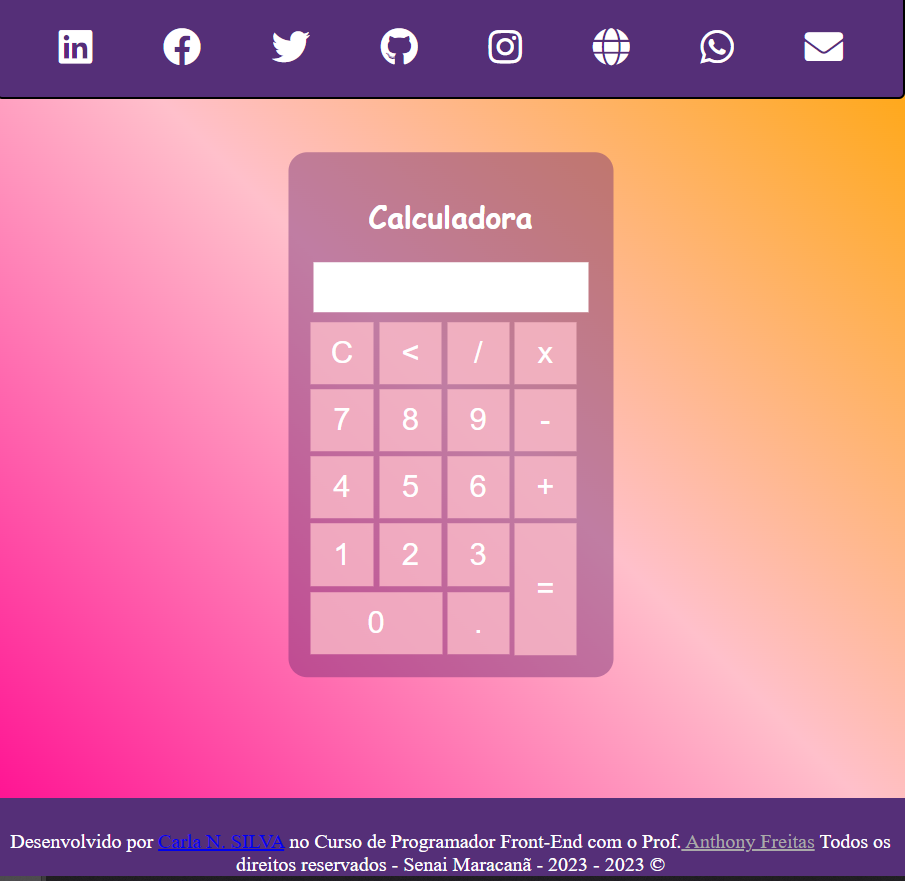 in
Calculadora
C < / x
7 8 9 -
4 5 6 +
1 2 3 =
0 .
Desenvolvido por Carla N. SILVA no Curso de Programador Front-End com o Prof. Anthony Freitas Todos os
direitos reservados - Senai Maracanã - 2023 - 2023 ©